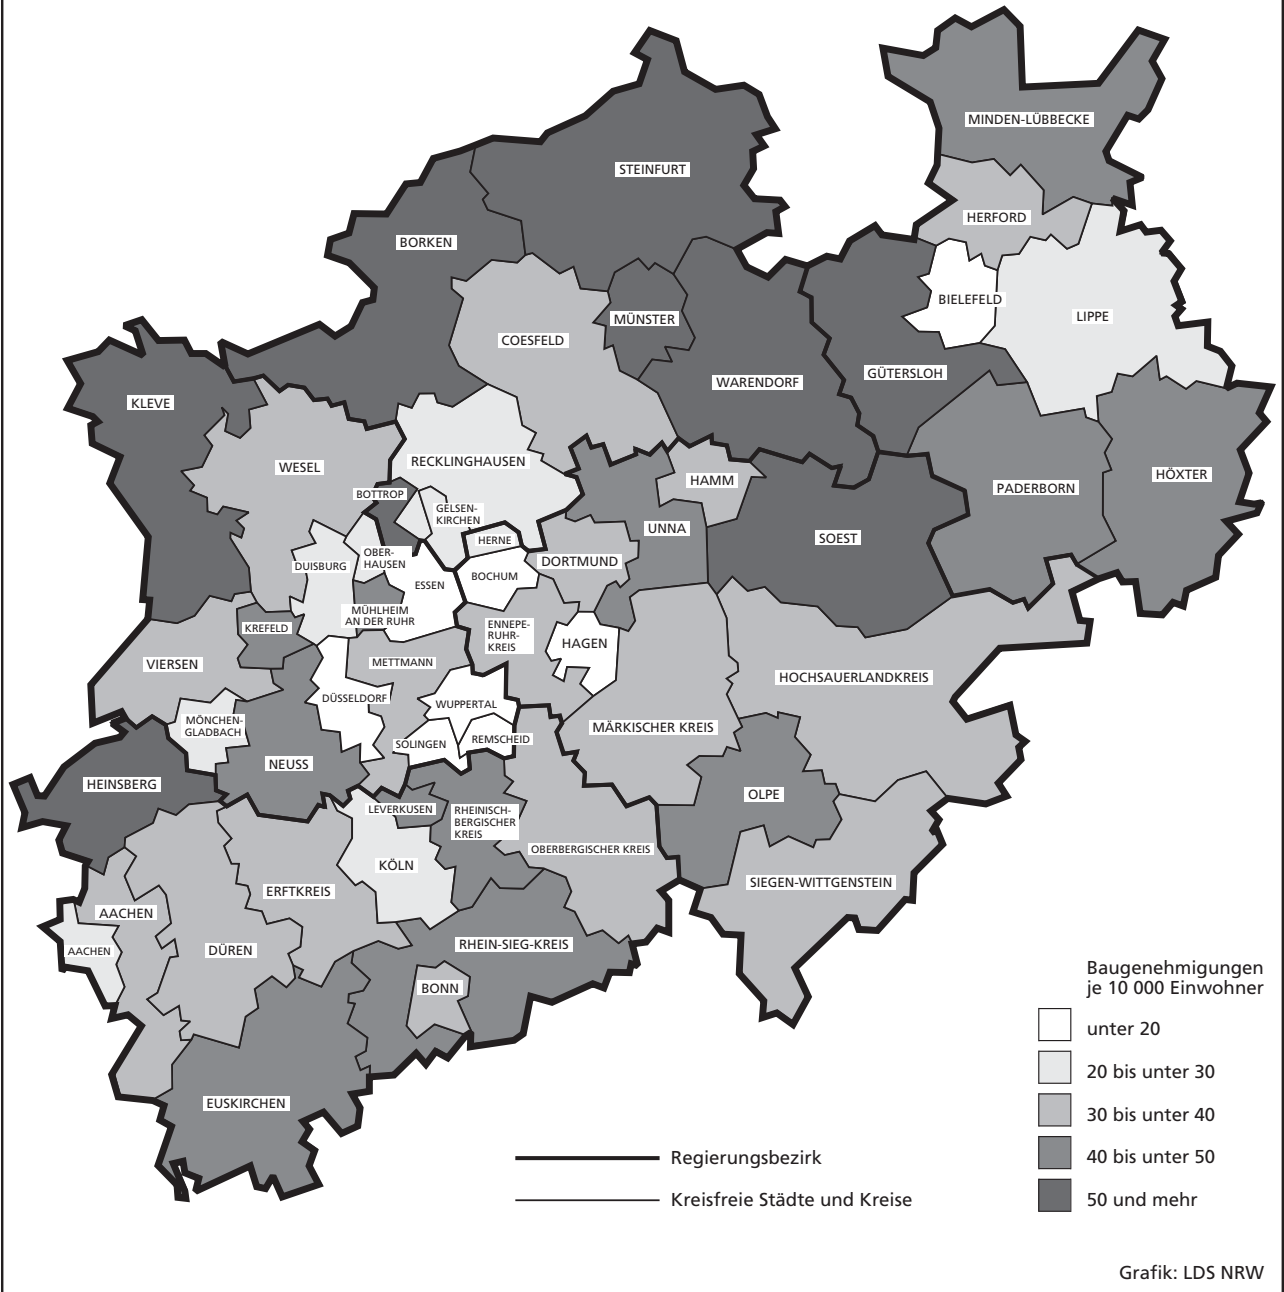 MINDEN-LÜBBECKE
STEINFURT
HERFORD
BORKEN
BIELEFELD
LIPPE
MÜNSTER
COESFELD
GÜTERSLOH
WARENDORF
KLEVE
RECKLINGHAUSEN
WESEL
HÖXTER
HAMM
PADERBORN
BOTTROP
GELSEN-
KIRCHEN
UNNA
SOEST
HERNE
OBER-
HAUSEN
DORTMUND
DUISBURG
BOCHUM
ESSEN
MÜHLHEIM
AN DER RUHR
KREFELD
ENNEPE-
RUHR-
KREIS
HAGEN
VIERSEN
METTMANN
HOCHSAUERLANDKREIS
DÜSSELDORF
WUPPERTAL
MÖNCHEN-
GLADBACH
MÄRKISCHER KREIS
SOLINGEN
REMSCHEID
NEUSS
HEINSBERG
OLPE
LEVERKUSEN
RHEINISCH-
BERGISCHER
KREIS
OBERBERGISCHER KREIS
KÖLN
SIEGEN-WITTGENSTEIN
ERFTKREIS
AACHEN
RHEIN-SIEG-KREIS
AACHEN
DÜREN
BONN
EUSKIRCHEN
Baugenehmigungen
je 10 000 Einwohner
unter 20
20 bis unter 30
30 bis unter 40
40 bis unter 50
50 und mehr
Regierungsbezirk
Kreisfreie Städte und Kreise
Grafik: LDS NRW